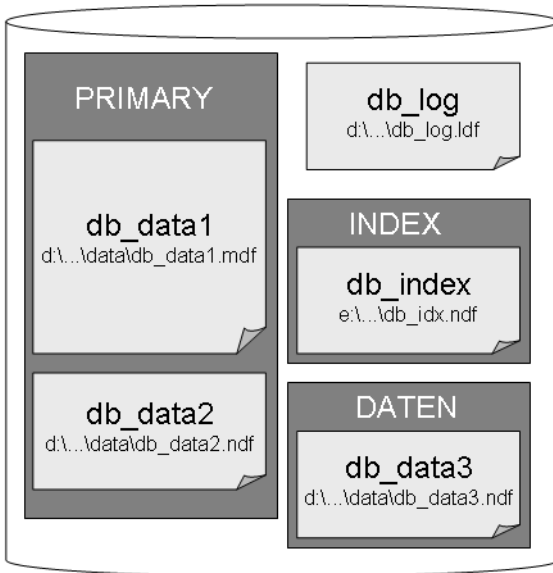 PRIMARY
db_data1
d:\...\data\db_data1.mdf
db_data2
d:\...\data\db_data2.ndf
db_log
d:\...\db_log.ldf
INDEX
db_index
e:\...\db_idx.ndf
DATEN
db_data3
d:\...\data\db_data3.ndf